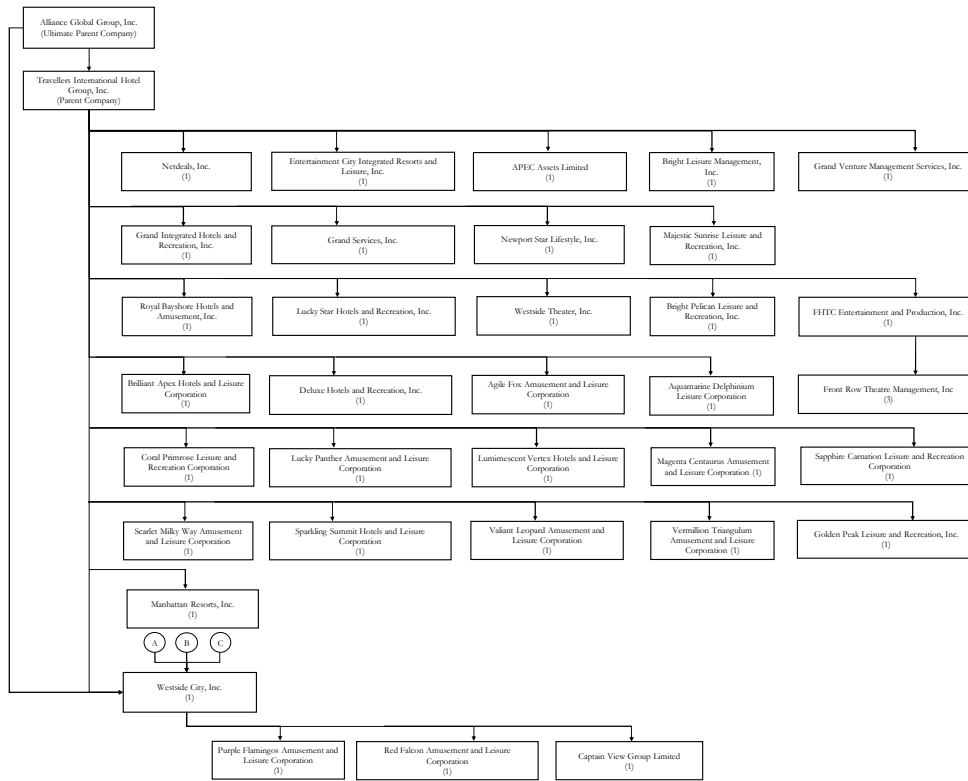 Alliance Global Group, Inc.
(Ultimate Parent Company)
Travellers International Hotel
Group, Inc.
(Parent Company)
Netdeals, Inc.
(1)
Entertainment City Integrated Resorts and
Leisure, Inc.
(1)
APEC Assets Limited
(1)
Bright Leisure Management,
Inc.
(1)
Grand Venture Management Services, Inc.
(1)
Grand Integrated Hotels and
Recreation, Inc.
(1)
Grand Services, Inc.
(1)
Newport Star Lifestyle, Inc.
(1)
Majestic Sunrise Leisure and
Recreation, Inc.
(1)
Royal Bayshore Hotels and
Amusement, Inc.
(1)
Lucky Star Hotels and Recreation, Inc.
(1)
Westside Theater, Inc.
(1)
Bright Pelican Leisure and
Recreation, Inc.
(1)
FHTC Entertainment and Production, Inc.
(1)
Brilliant Apex Hotels and Leisure
Corporation
(1)
Deluxe Hotels and Recreation, Inc.
(1)
Agile Fox Amusement and Leisure
Corporation
(1)
Aquamarine Delphinium
Leisure Corporation
(1)
Front Row Theatre Management, Inc
(3)
Coral Primrose Leisure and
Recreation Corporation
(1)
Lucky Panther Amusement and Leisure
Corporation
(1)
Lumimescent Vertex Hotels and Leisure
Corporation
(1)
Magenta Centaurus Amusement
and Leisure Corporation (1)
Sapphire Carnation Leisure and Recreation
Corporation
(1)
Scarlet Milky Way Amusement
and Leisure Corporation
(1)
Sparkling Summit Hotels and Leisure
Corporation
(1)
Valiant Leopard Amusement and
Leisure Corporation
(1)
Vermillion Triangulum
Amusement and Leisure
Corporation (1)
Golden Peak Leisure and Recreation, Inc.
(1)
Manhattan Resorts, Inc.
(1)
A
B
C
Westside City, Inc.
(1)
Purple Flamingos Amusement and
Leisure Corporation
(1)
Red Falcon Amusement and Leisure
Corporation
(1)
Captain View Group Limited
(1)